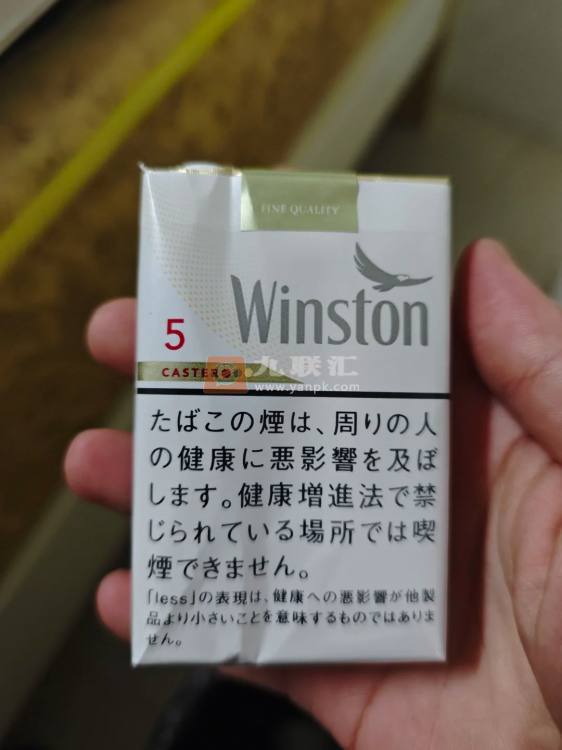 FINE QUALITY
Winston
5
CASTER
九联汇
www.yanpk.com
たばこの煙は、周りの人
の健康に悪影響を及ぼ
します。健康増進法で禁
じられている場所では喫
煙できません。
「less」の表現は、健康への悪影響が他製
品より小さいことを意味するものではありま
せん。